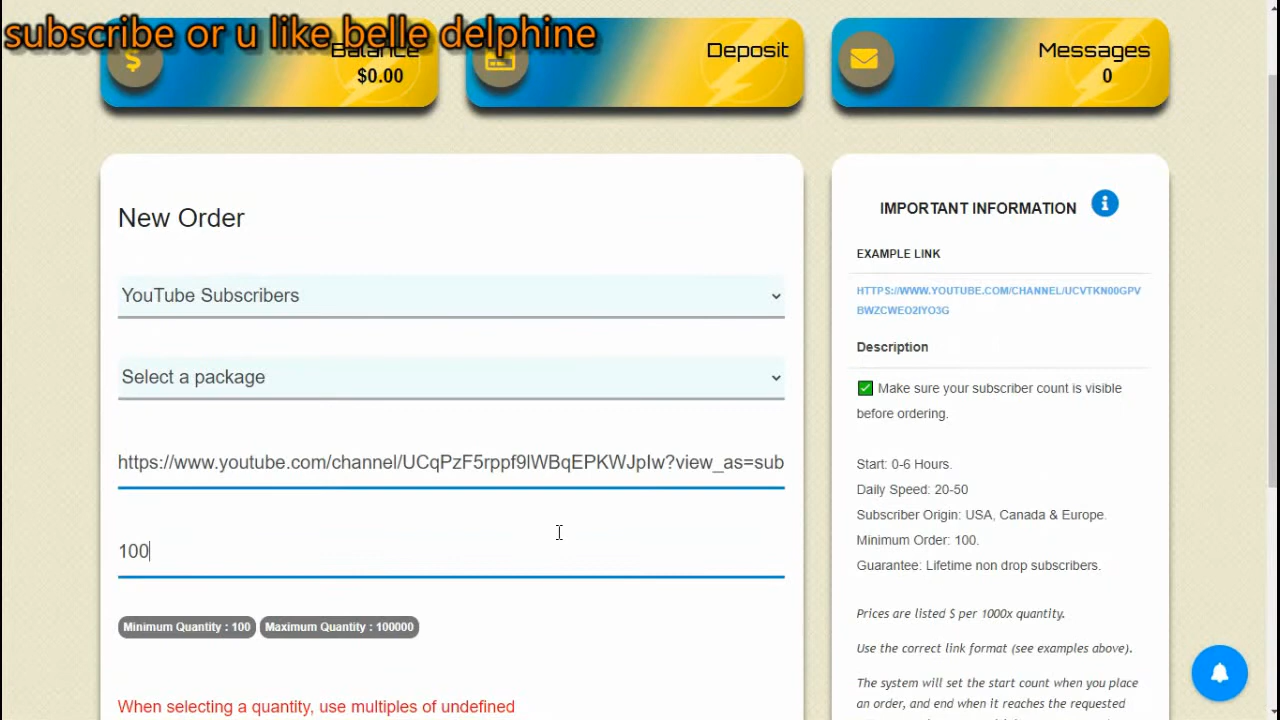 subscribe or u like belle delphine
Balance
$0.00
Deposit
Messages
0
New Order
YouTube Subscribers
Select a package
https://www.youtube.com/channel/UCqPzF5rppf9lWBqEPKWJpIw?view_as=sub
100
Minimum Quantity : 100
Maximum Quantity : 100000
When selecting a quantity, use multiples of undefined
IMPORTANT INFORMATION
EXAMPLE LINK
HTTPS://WWW.YOUTUBE.COM/CHANNEL/UCVTKN00GPV
BWZCWEO2IYO3G
Description
✅ Make sure your subscriber count is visible
before ordering.
Start: 0-6 Hours.
Daily Speed: 20-50
Subscriber Origin: USA, Canada & Europe.
Minimum Order: 100.
Guarantee: Lifetime non drop subscribers.
Prices are listed $ per 1000x quantity.
Use the correct link format (see examples above).
The system will set the start count when you place
an order, and end when it reaches the requested